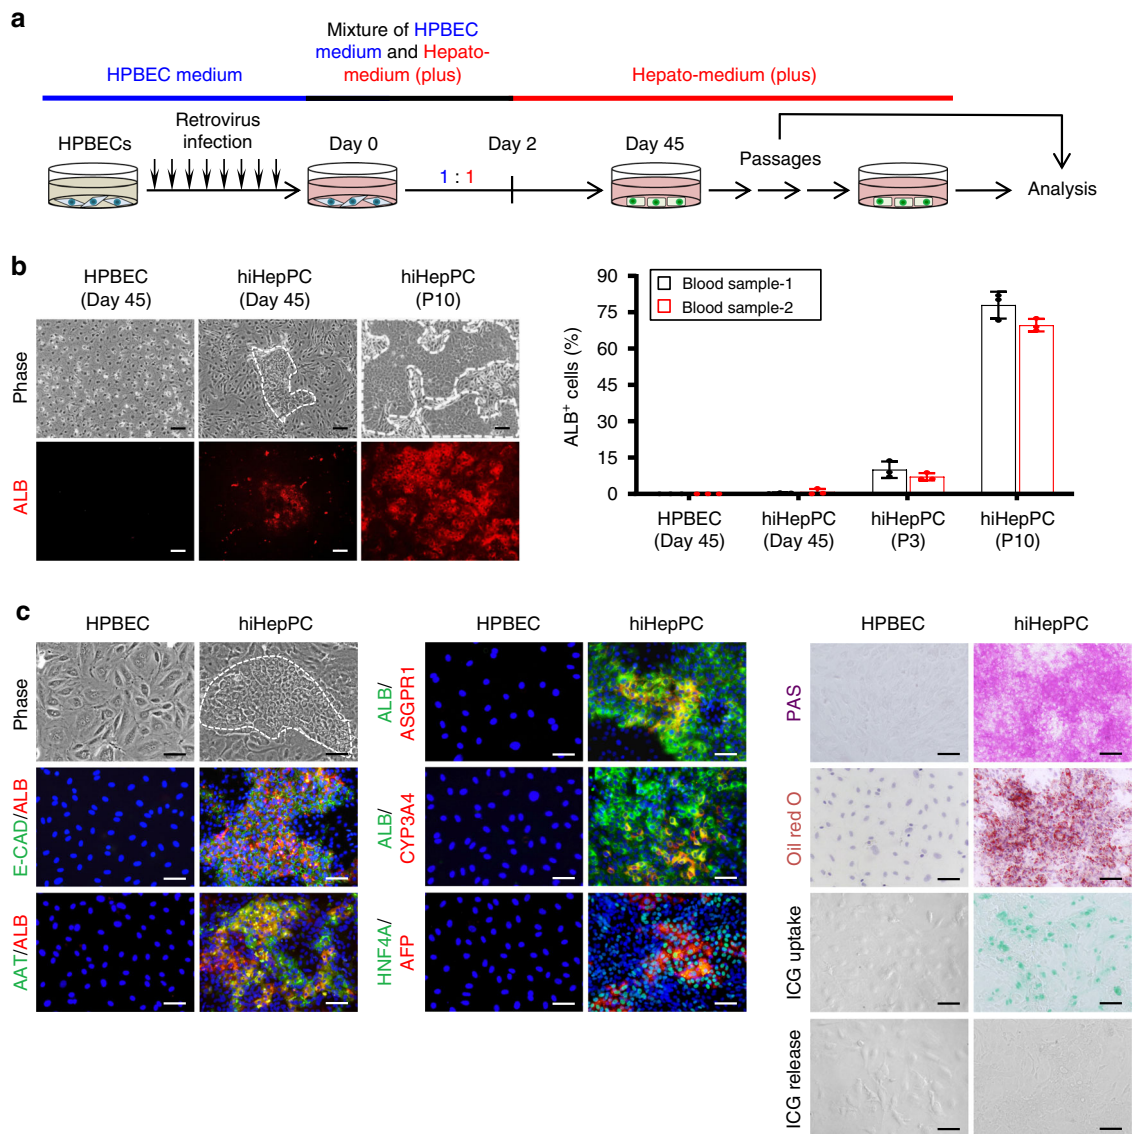 a
Mixture of HPBEC
medium and Hepato-
medium (plus)
HPBEC medium
Hepato-medium (plus)
Retrovirus
infection
HPBECs
Day 0
Day 2
Day 45
Passages
1 : 1
Analysis
b
HPBEC
(Day 45)
hiHepPC
(Day 45)
hiHepPC
(P10)
Phase
ALB
ALB+ cells (%)
90
75
60
45
30
15
0
Blood sample-1
Blood sample-2
HPBEC
(Day 45)
hiHepPC
(Day 45)
hiHepPC
(P3)
hiHepPC
(P10)
c
HPBEC
hiHepPC
Phase
E-CAD/ALB
AAT/ALB
HPBEC
hiHepPC
ALB/
ASGPR1
ALB/
CYP3A4
HNF4A/
AFP
HPBEC
hiHepPC
PAS
Oil red O
ICG uptake
ICG release